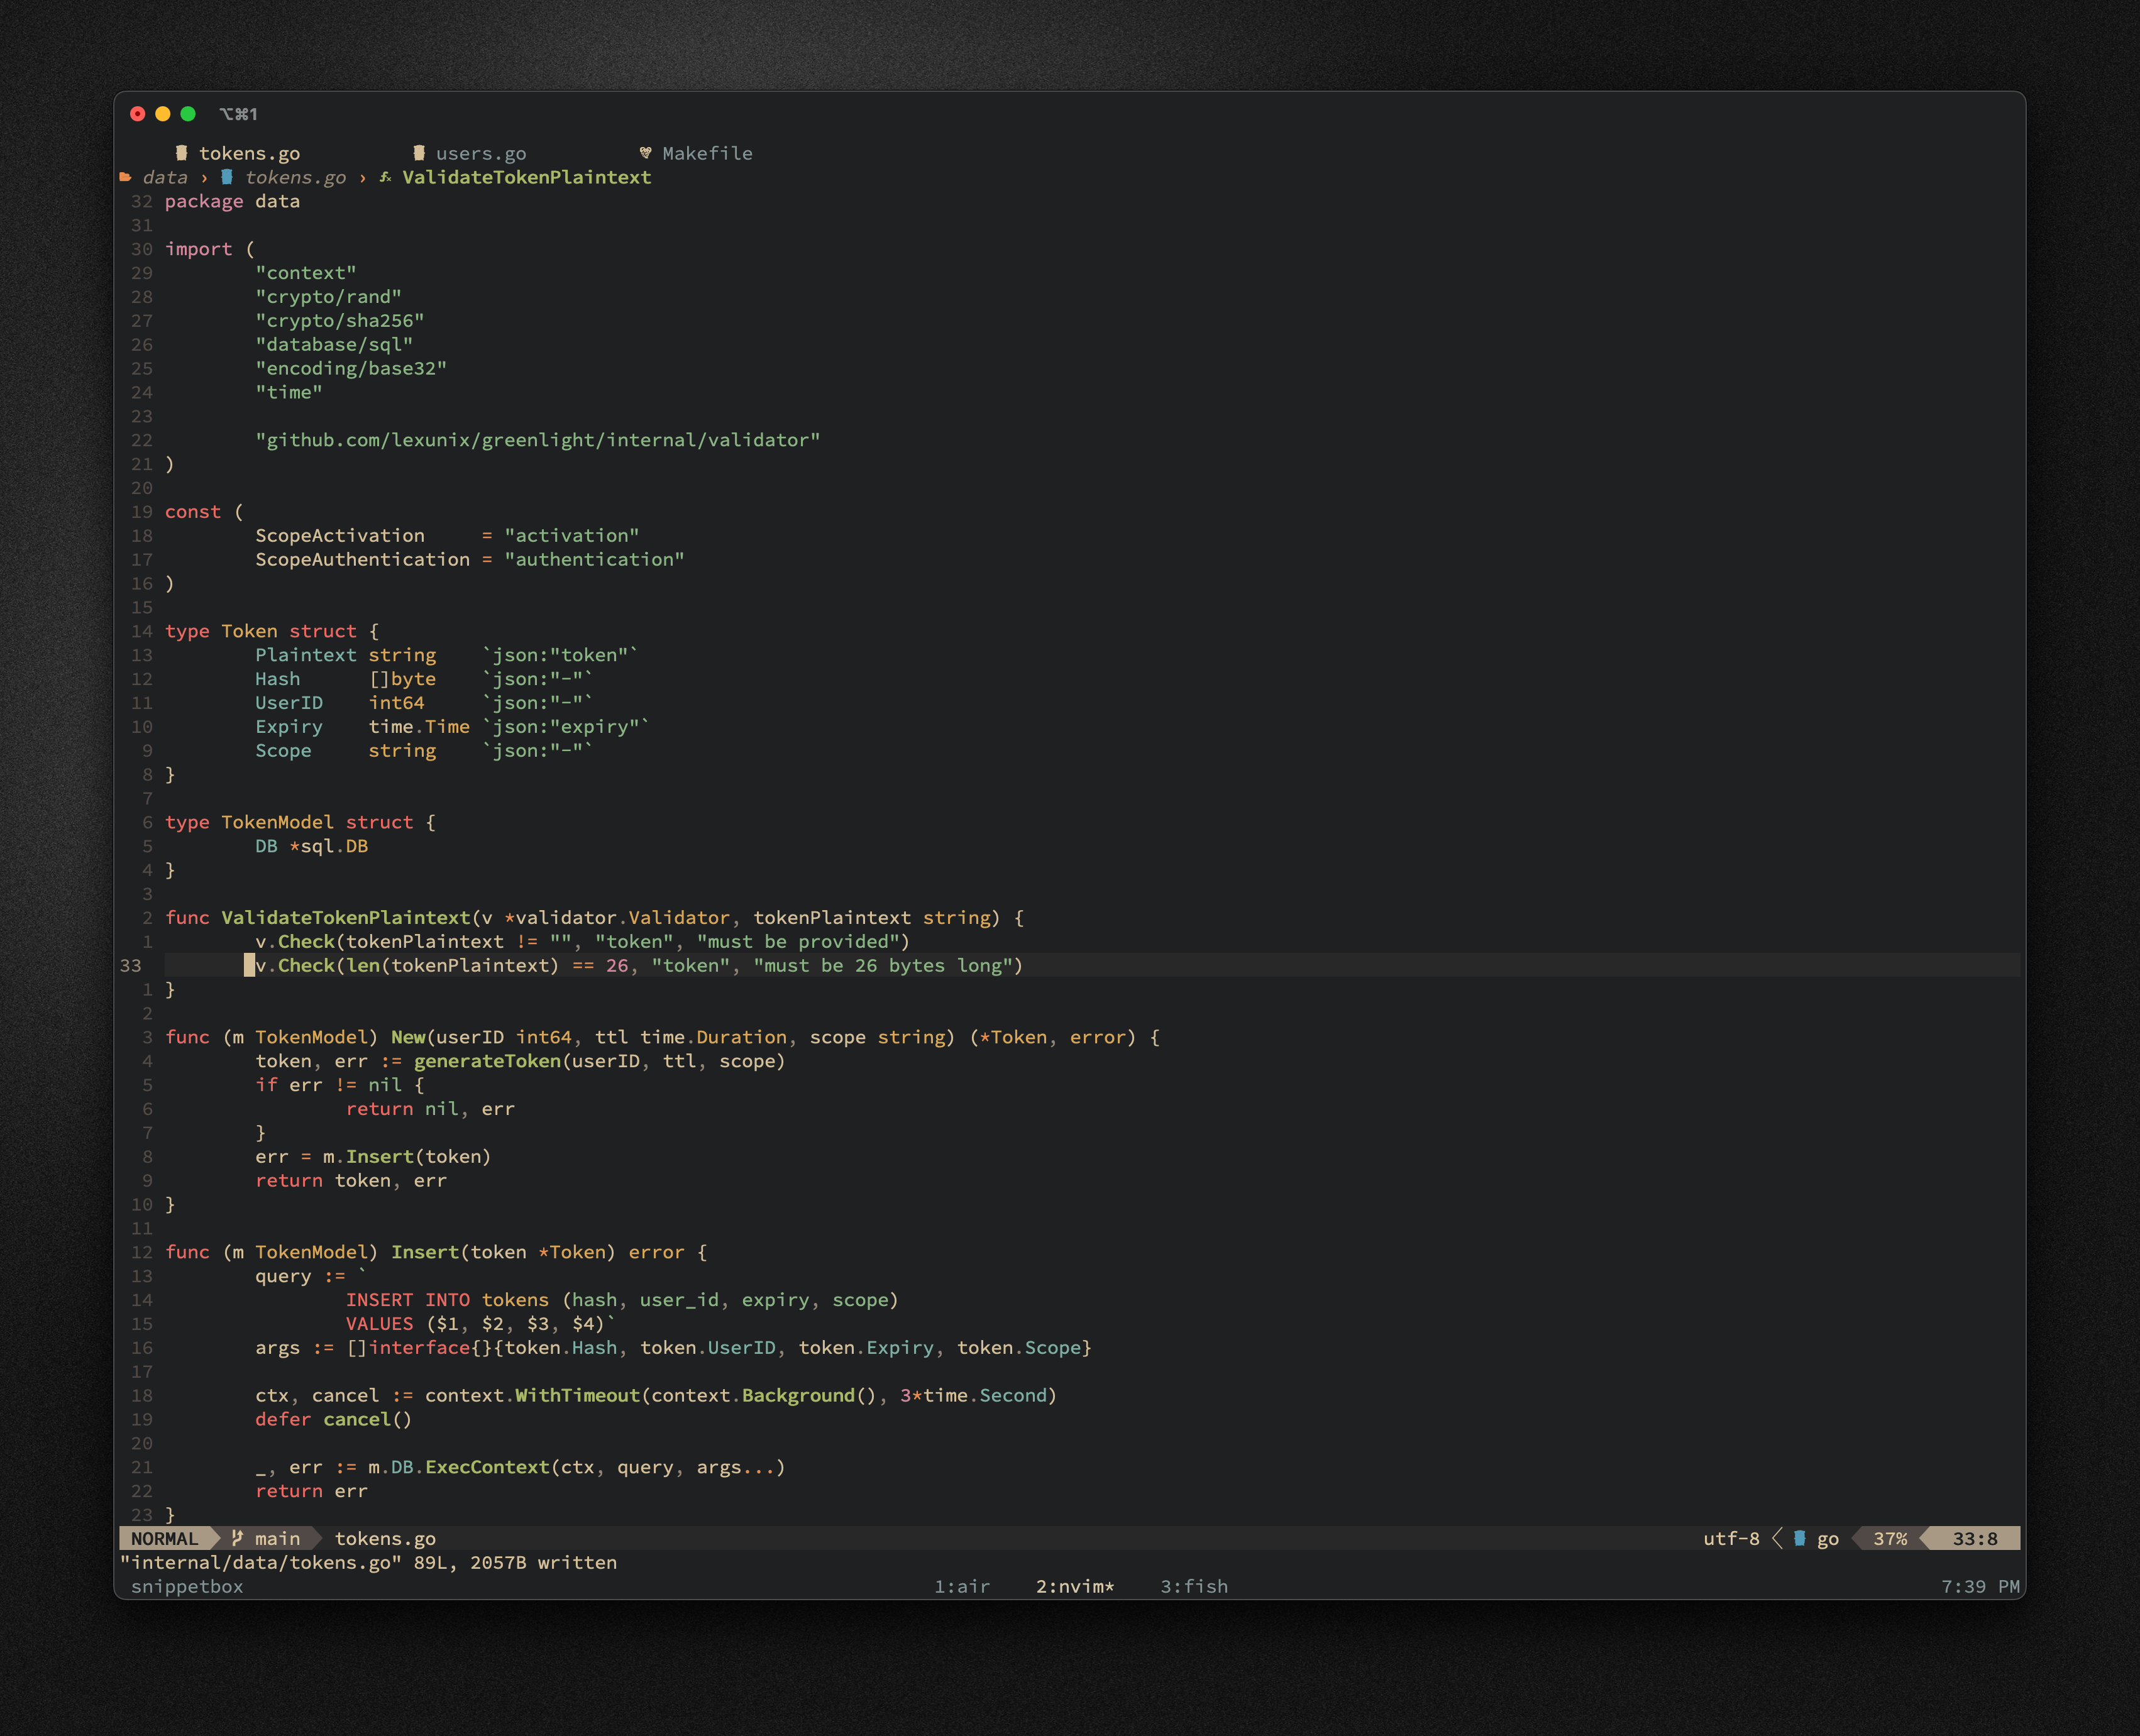 ⌥⌘1
tokens.go users.go Makefile
data › tokens.go › ValidateTokenPlaintext
32 package data
31
30 import (
29         "context"
28         "crypto/rand"
27         "crypto/sha256"
26         "database/sql"
25         "encoding/base32"
24         "time"
23
22         "github.com/lexunix/greenlight/internal/validator"
21 )
20
19 const (
18         ScopeActivation     = "activation"
17         ScopeAuthentication = "authentication"
16 )
15
14 type Token struct {
13         Plaintext string    `json:"token"`
12         Hash      []byte    `json:"-"`
11         UserID    int64     `json:"-"`
10         Expiry    time.Time `json:"expiry"`
9         Scope     string    `json:"-"`
8 }
7
6 type TokenModel struct {
5         DB *sql.DB
4 }
3
2 func ValidateTokenPlaintext(v *validator.Validator, tokenPlaintext string) {
1         v.Check(tokenPlaintext != "", "token", "must be provided")
33         v.Check(len(tokenPlaintext) == 26, "token", "must be 26 bytes long")
1 }
2
3 func (m TokenModel) New(userID int64, ttl time.Duration, scope string) (*Token, error) {
4         token, err := generateToken(userID, ttl, scope)
5         if err != nil {
6                 return nil, err
7         }
8         err = m.Insert(token)
9         return token, err
10 }
11
12 func (m TokenModel) Insert(token *Token) error {
13         query := `
14                 INSERT INTO tokens (hash, user_id, expiry, scope)
15                 VALUES ($1, $2, $3, $4)`
16         args := []interface{}{token.Hash, token.UserID, token.Expiry, token.Scope}
17
18         ctx, cancel := context.WithTimeout(context.Background(), 3*time.Second)
19         defer cancel()
20
21         _, err := m.DB.ExecContext(ctx, query, args...)
22         return err
23 }
NORMAL main tokens.go utf-8 go 37% 33:8
"internal/data/tokens.go" 89L, 2057B written
snippetbox 1:air 2:nvim* 3:fish 7:39 PM